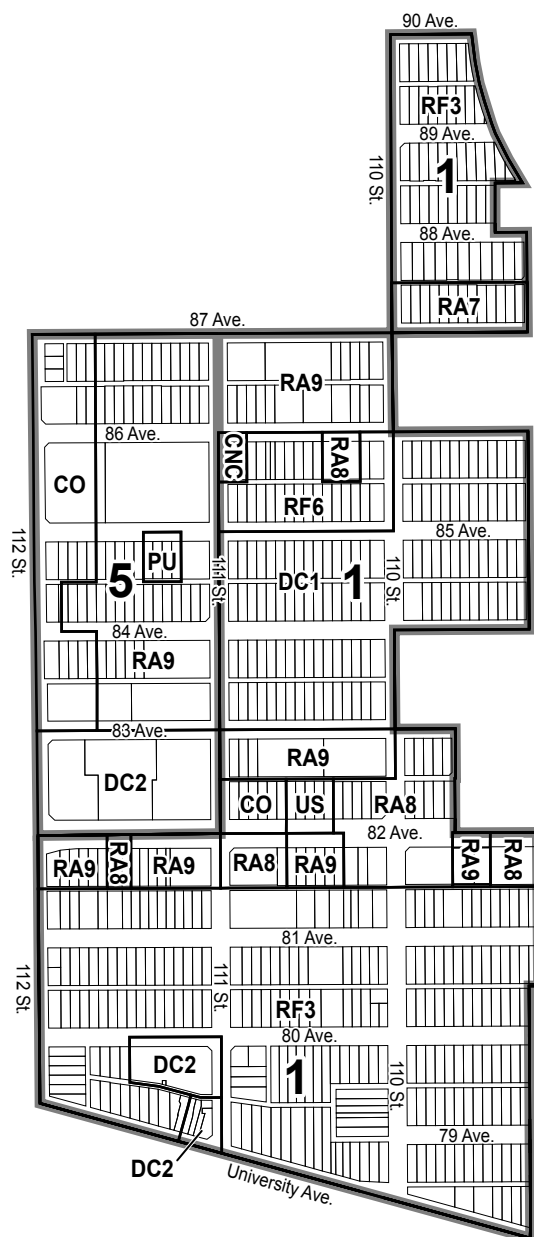 90 Ave.
RF3
89 Ave.
110 St.
1
88 Ave.
RA7
87 Ave.
RA9
86 Ave.
CNC
RA8
CO
RF6
85 Ave.
112 St.
PU
5
111 St.
DC1
1
110 St.
84 Ave.
RA9
83 Ave.
RA9
DC2
CO
US
RA8
82 Ave.
RA9
RA8
RA9
RA8
RA9
RA9
RA8
81 Ave.
112 St.
111 St.
RF3
80 Ave.
DC2
1
110 St.
79 Ave.
DC2
University Ave.